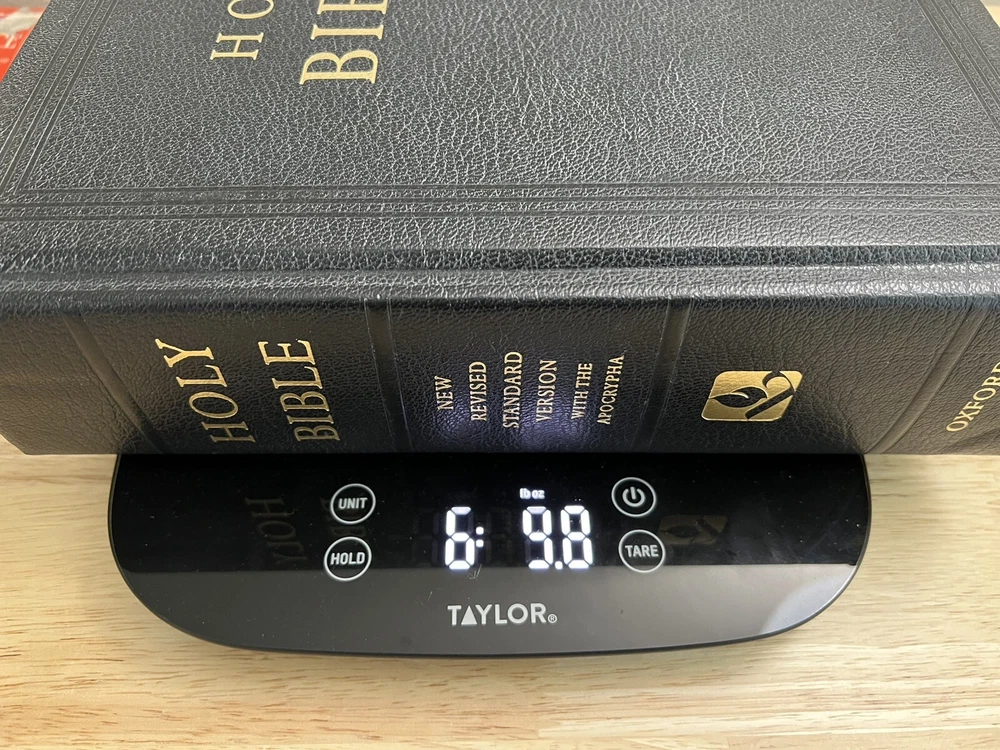 HO
BIB
HOLY
BIBLE
NEW
REVISED
STANDARD
VERSION
WITH THE
APOCRYPHA
OXFORD
UNIT
HOLD
lb oz
6: 9.8
TARE
TAYLOR®